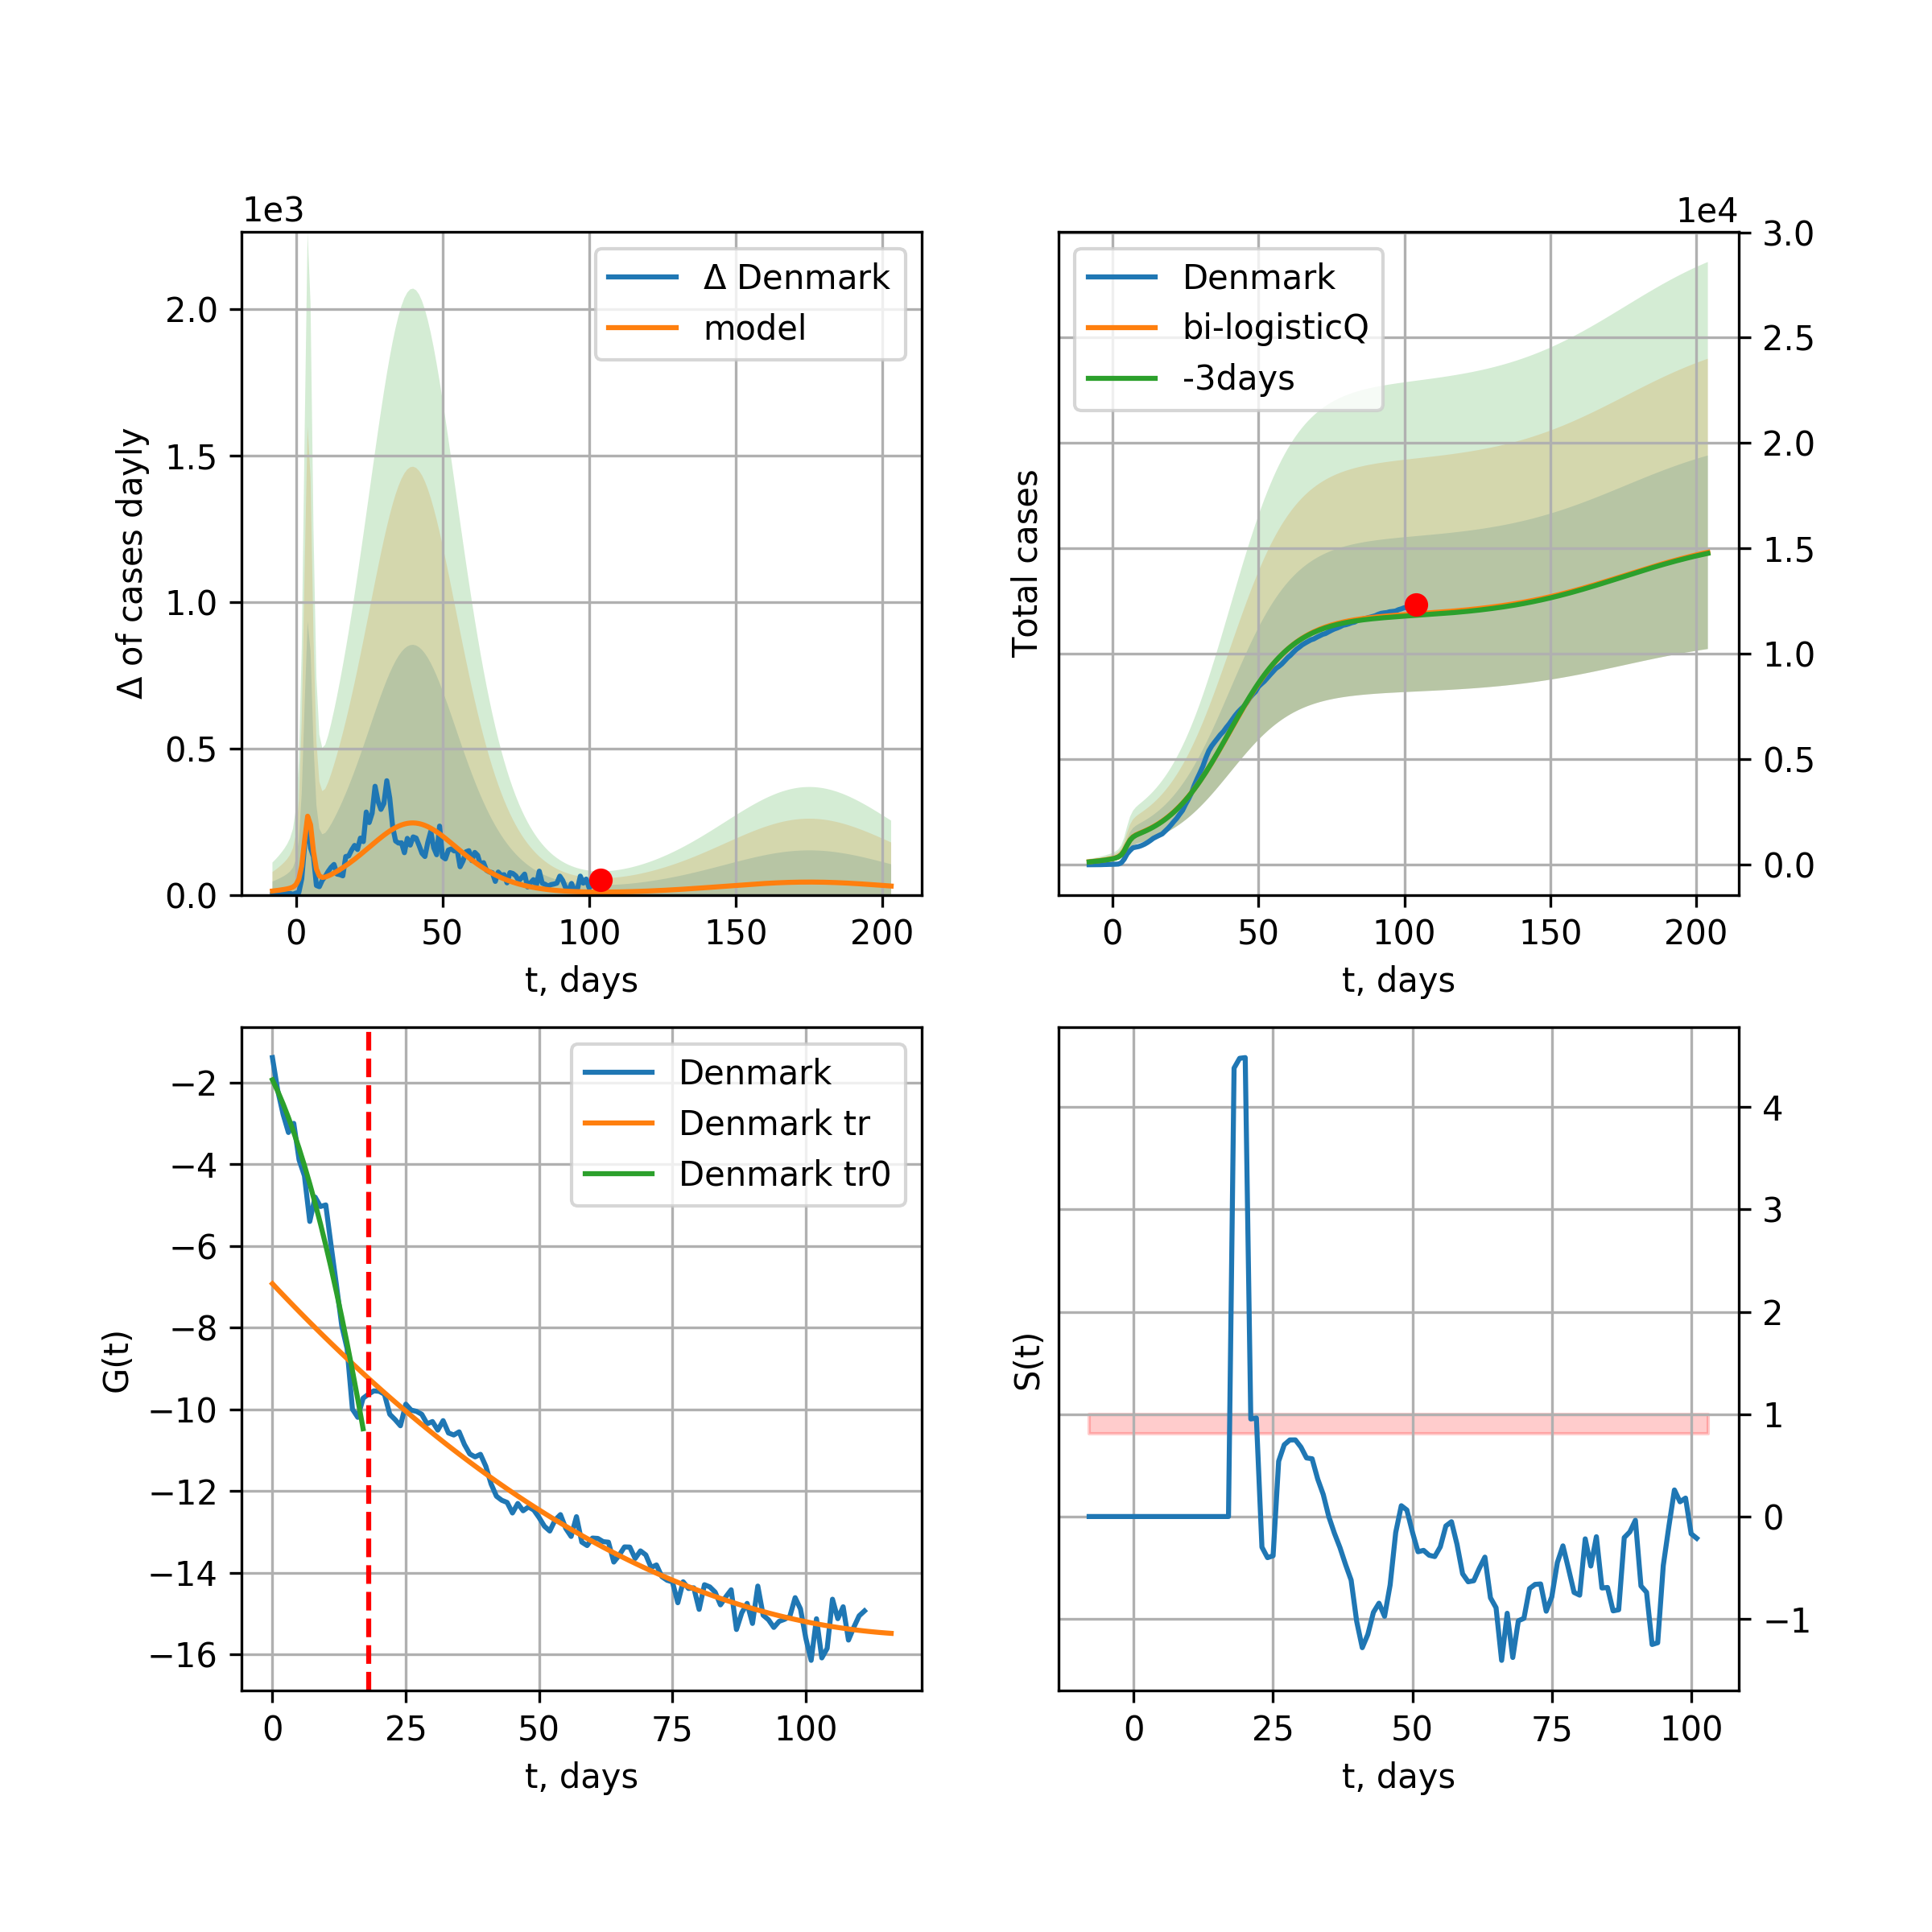 1e3
Δ Denmark
model
2.0
1.5
1.0
0.5
0.0
Δ of cases dayly
0 50 100 150 200
t, days
1e4
Denmark
bi-logisticQ
-3days
3.0
2.5
2.0
1.5
1.0
0.5
0.0
Total cases
0 50 100 150 200
t, days
Denmark
Denmark tr
Denmark tr0
−2
−4
−6
−8
−10
−12
−14
−16
G(t)
0 25 50 75 100
t, days
4
3
2
1
0
−1
S(t)
0 25 50 75 100
t, days